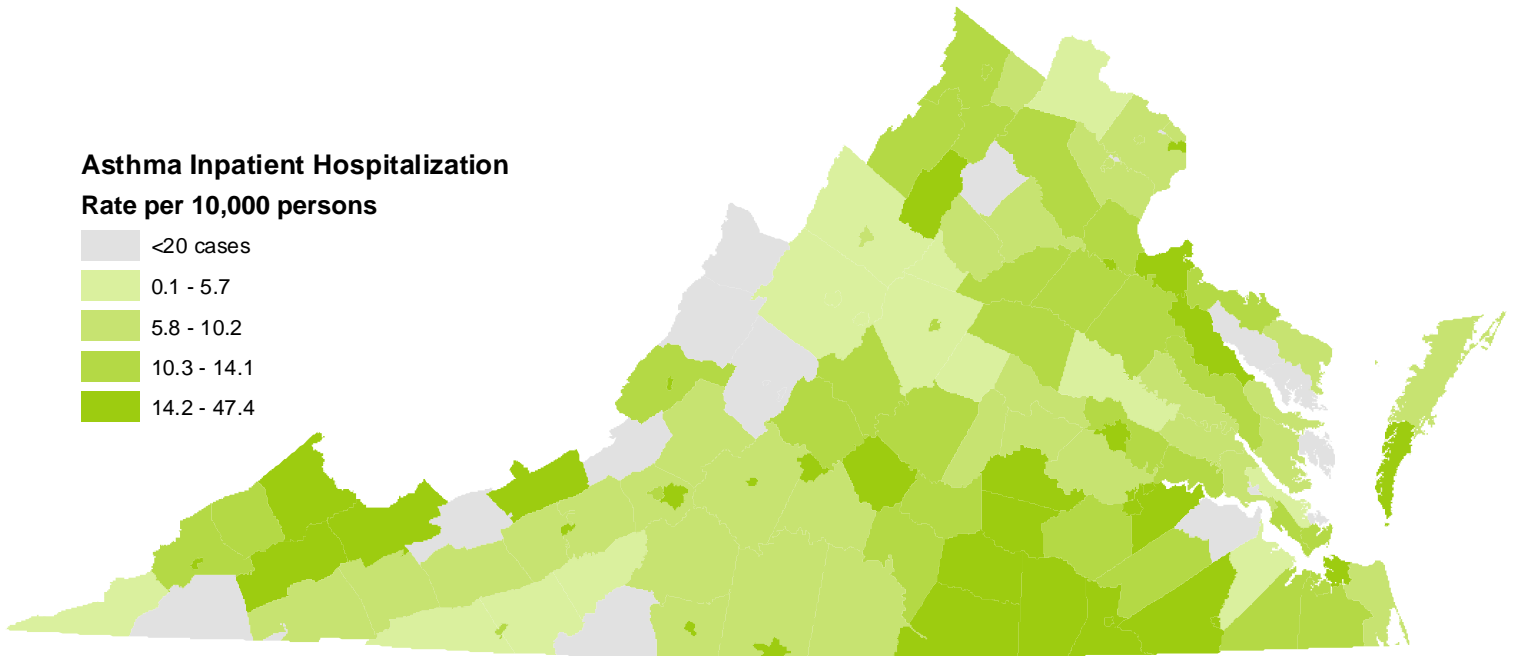 Asthma Inpatient Hospitalization
Rate per 10,000 persons
<20 cases
0.1 - 5.7
5.8 - 10.2
10.3 - 14.1
14.2 - 47.4